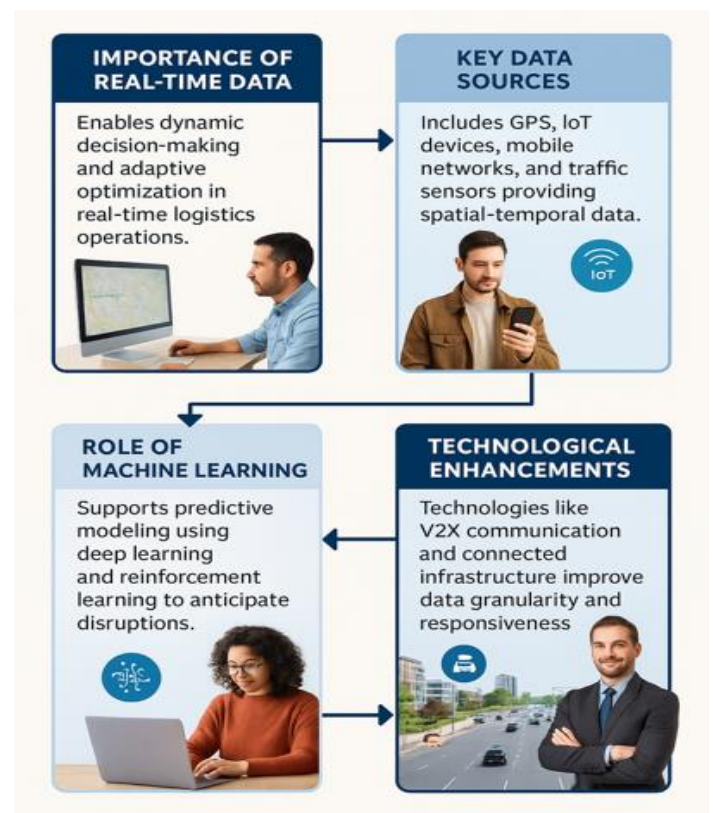 IMPORTANCE OF
REAL-TIME DATA
Enables dynamic
decision-making
and adaptive
optimization in
real-time logistics
operations.
KEY DATA
SOURCES
Includes GPS, IoT
devices, mobile
networks, and traffic
sensors providing
spatial-temporal data.
IoT
ROLE OF
MACHINE LEARNING
Supports predictive
modeling using
deep learning
and reinforcement
learning to anticipate
disruptions.
TECHNOLOGICAL
ENHANCEMENTS
Technologies like
V2X communication
and connected
infrastructure improve
data granularity and
responsiveness